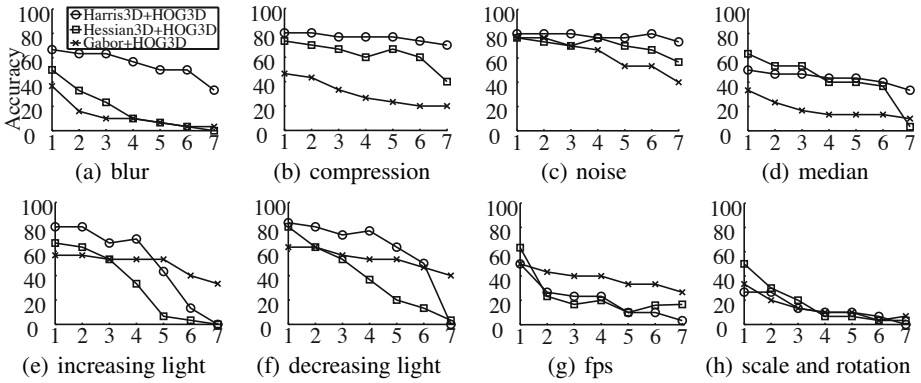 Accuracy
100
80
60
40
20
0
Harris3D+HOG3D
Hessian3D+HOG3D
Gabor+HOG3D
1 2 3 4 5 6 7
(a) blur
100
80
60
40
20
0
1 2 3 4 5 6 7
(b) compression
100
80
60
40
20
0
1 2 3 4 5 6 7
(c) noise
100
80
60
40
20
0
1 2 3 4 5 6 7
(d) median
100
80
60
40
20
0
1 2 3 4 5 6 7
(e) increasing light
100
80
60
40
20
0
1 2 3 4 5 6 7
(f) decreasing light
100
80
60
40
20
0
1 2 3 4 5 6 7
(g) fps
100
80
60
40
20
0
1 2 3 4 5 6 7
(h) scale and rotation